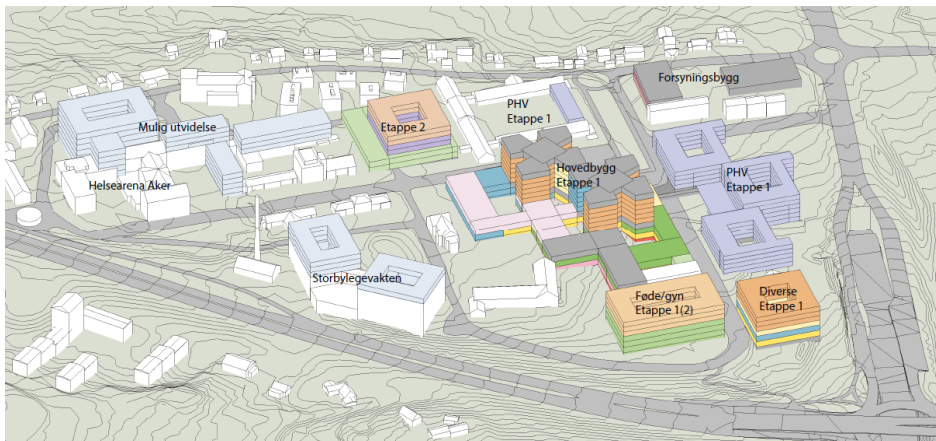 Forsyningsbygg
PHV
Etappe 1
Mulig utvidelse
Etappe 2
Hovedbygg
Etappe 1
PHV
Etappe 1
Helsearena Aker
Storbylegevakten
Føde/gyn
Etappe 1(2)
Diverse
Etappe 1